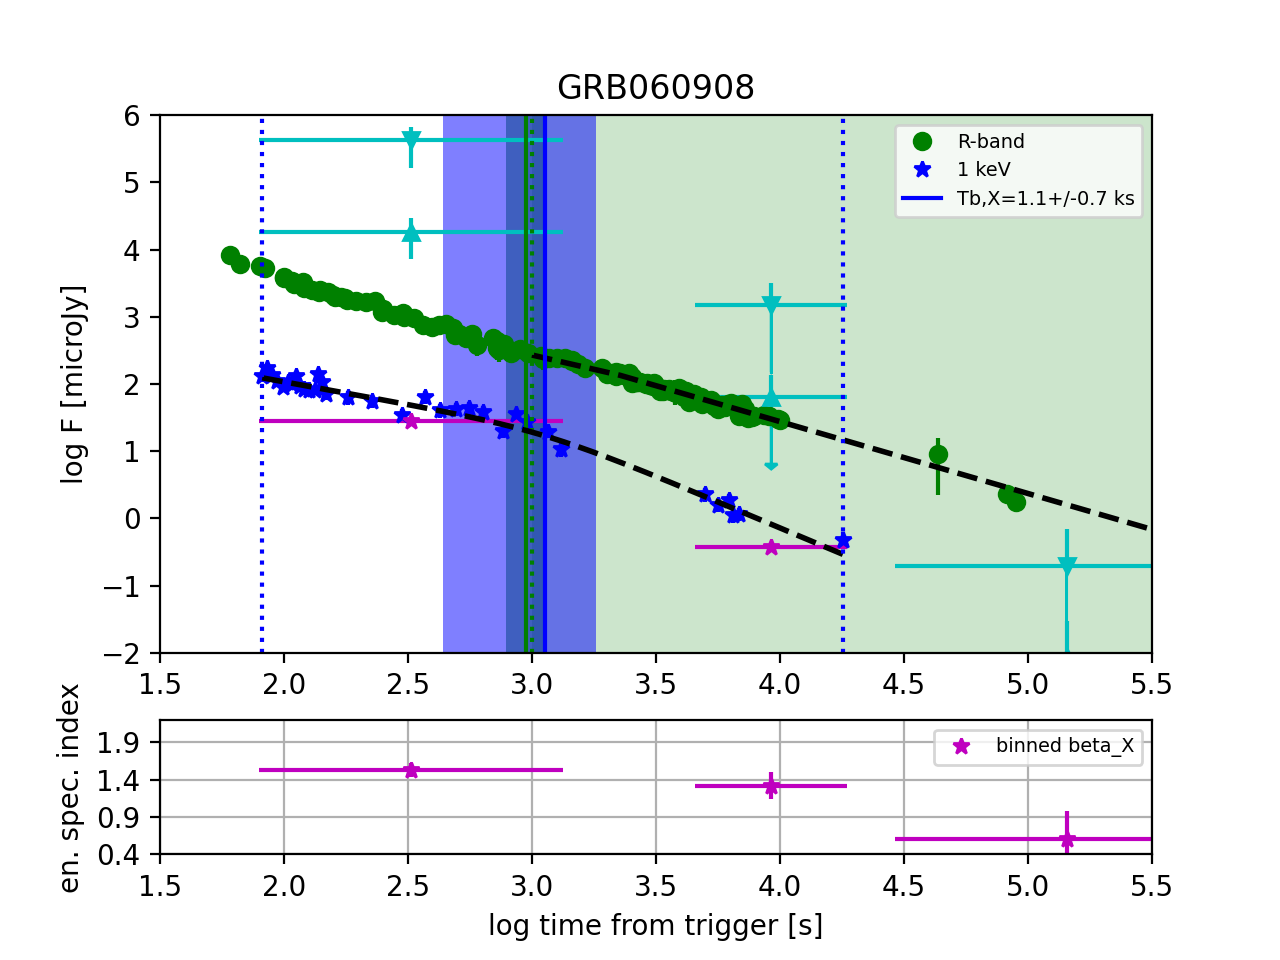 GRB060908
6
5
4
3
2
1
0
−1
−2
log F [microJy]
R-band
1 keV
Tb,X=1.1+/-0.7 ks
1.5 2.0 2.5 3.0 3.5 4.0 4.5 5.0 5.5
1.9
1.4
0.9
0.4
en. spec. index
binned beta_X
1.5 2.0 2.5 3.0 3.5 4.0 4.5 5.0 5.5
log time from trigger [s]